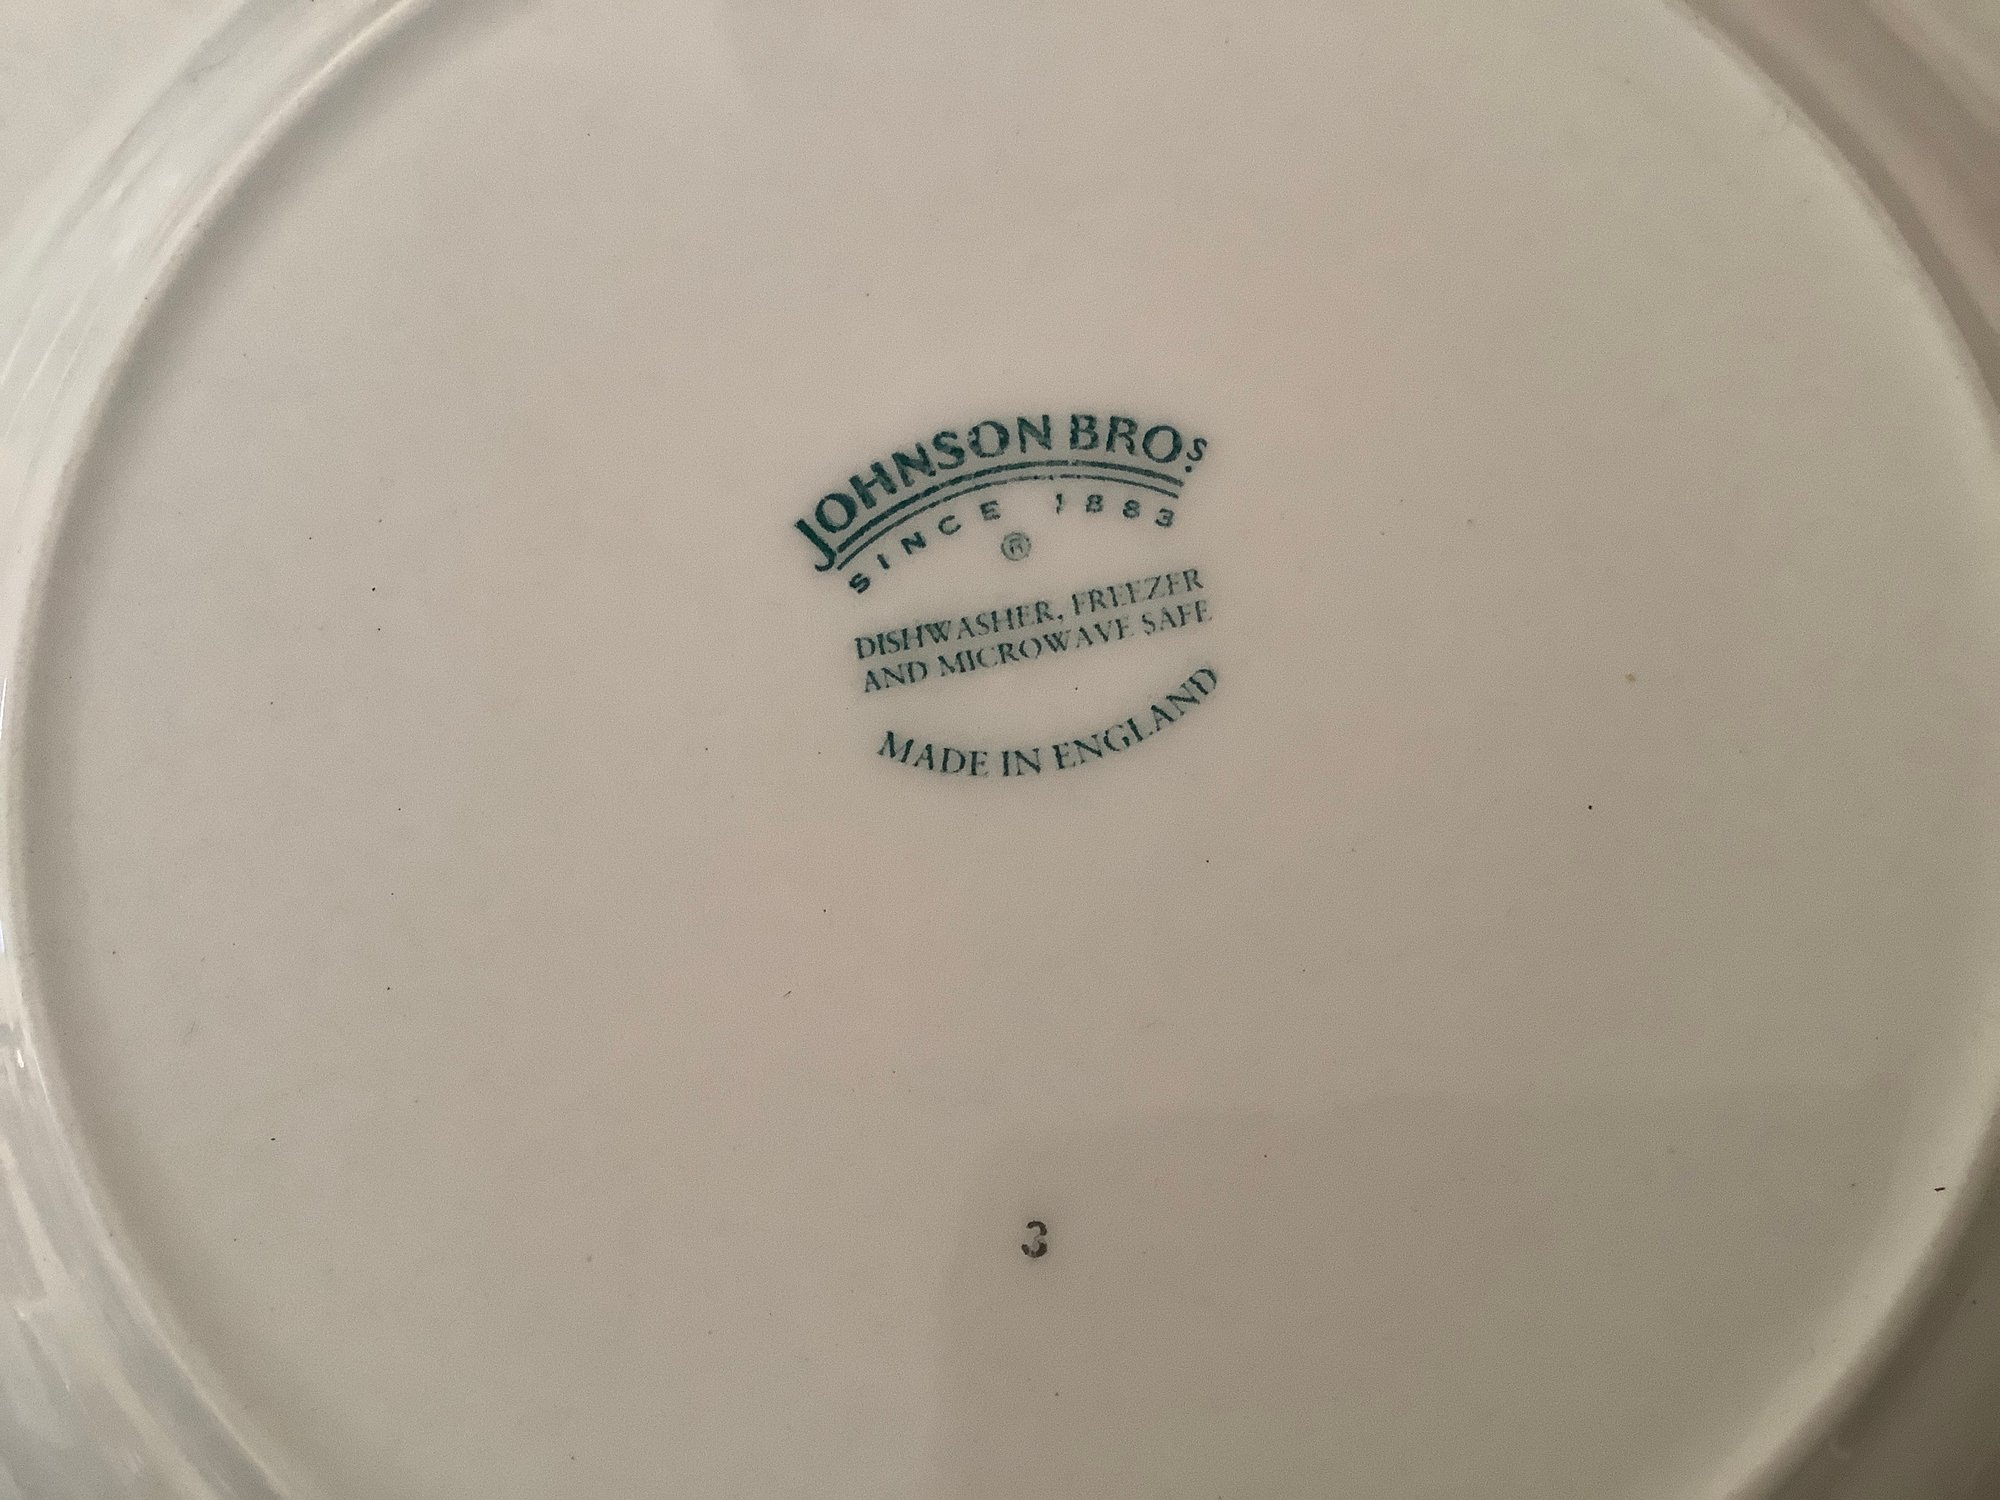 JOHNSON BROS.
SINCE 1883
®
DISHWASHER, FREEZER
AND MICROWAVE SAFE
MADE IN ENGLAND
3